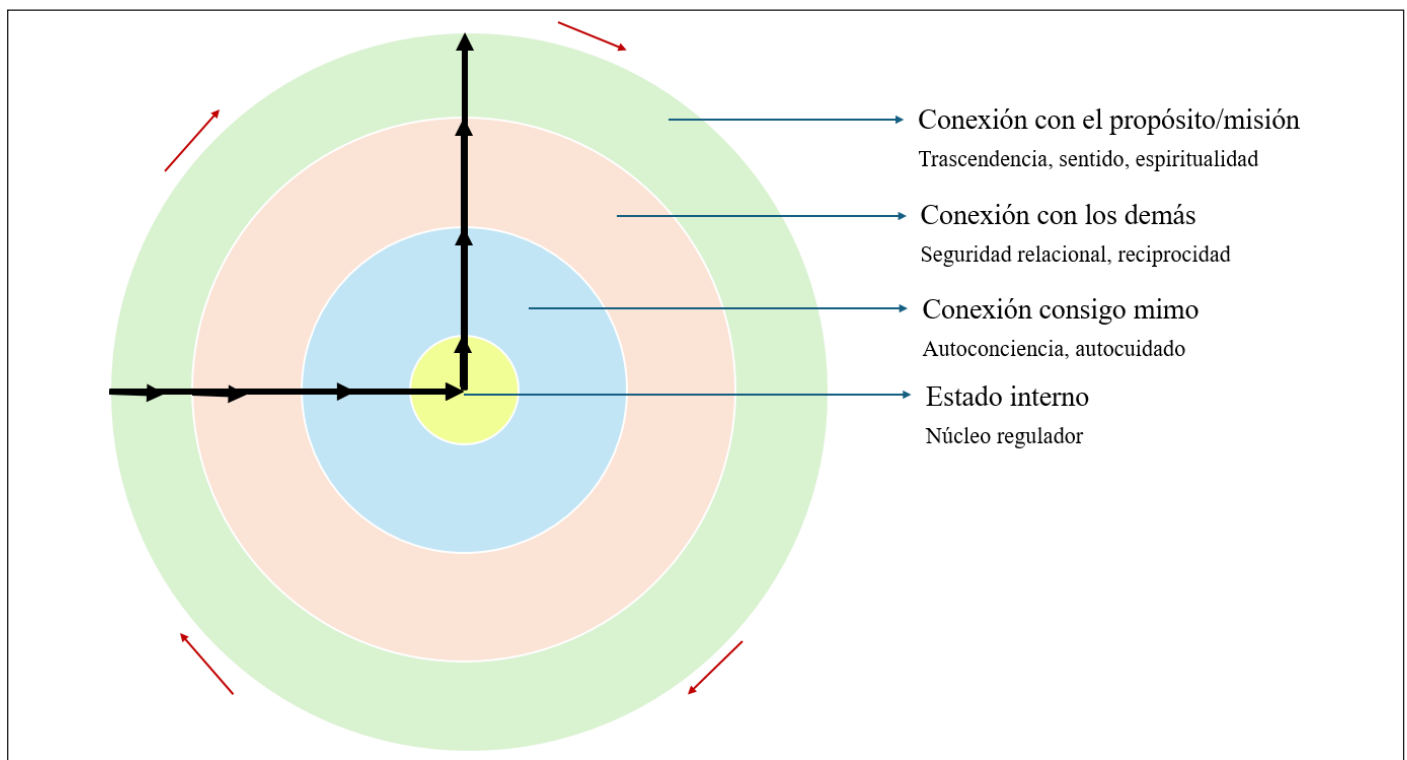 Conexión con el propósito/misión
Trascendencia, sentido, espiritualidad
Conexión con los demás
Seguridad relacional, reciprocidad
Conexión consigo mimo
Autoconciencia, autocuidado
Estado interno
Núcleo regulador